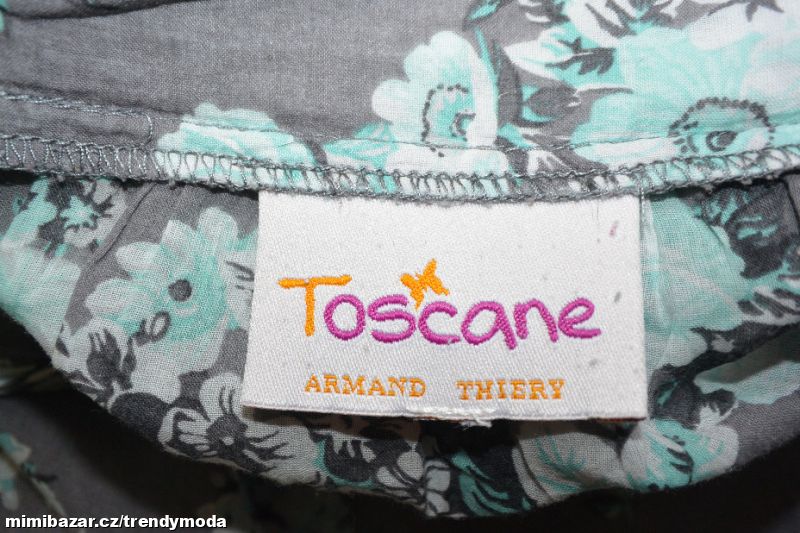 Toscane
ARMAND THIERY
mimibazar.cz/trendymoda